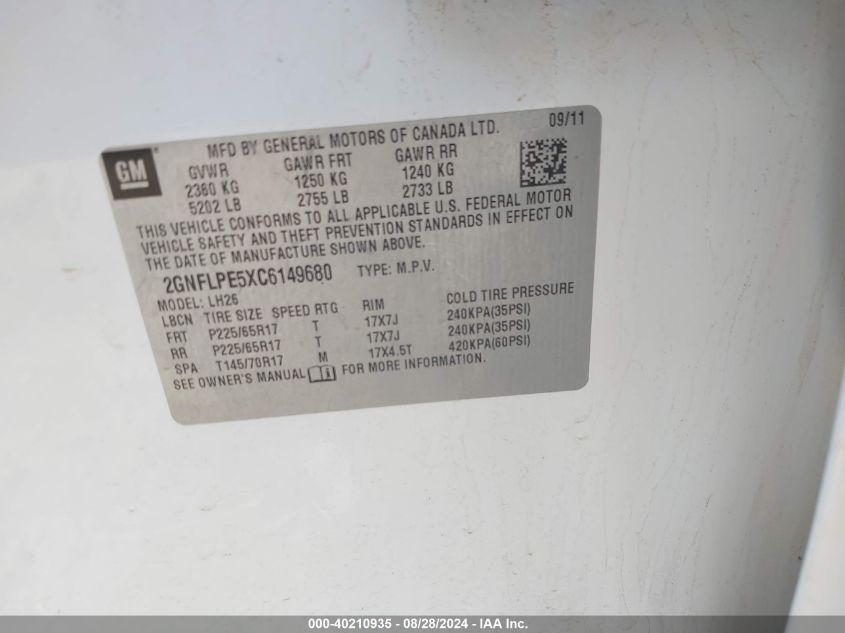 GM
MFD BY GENERAL MOTORS OF CANADA LTD. 09/11
GVWR GAWR FRT GAWR RR
2360 KG 1250 KG 1240 KG
5202 LB 2755 LB 2733 LB
THIS VEHICLE CONFORMS TO ALL APPLICABLE U.S. FEDERAL MOTOR
VEHICLE SAFETY AND THEFT PREVENTION STANDARDS IN EFFECT ON
THE DATE OF MANUFACTURE SHOWN ABOVE.
2GNFLPE5XC6149680 TYPE: M.P.V.
MODEL: LH26
LBCN TIRE SIZE SPEED RTG RIM COLD TIRE PRESSURE
FRT P225/65R17 T 17X7J 240KPA(35PSI)
RR P225/65R17 T 17X7J 240KPA(35PSI)
SPA T145/70R17 M 17X4.5T 420KPA(60PSI)
SEE OWNER'S MANUAL FOR MORE INFORMATION.
000-40210935 - 08/28/2024 - IAA Inc.